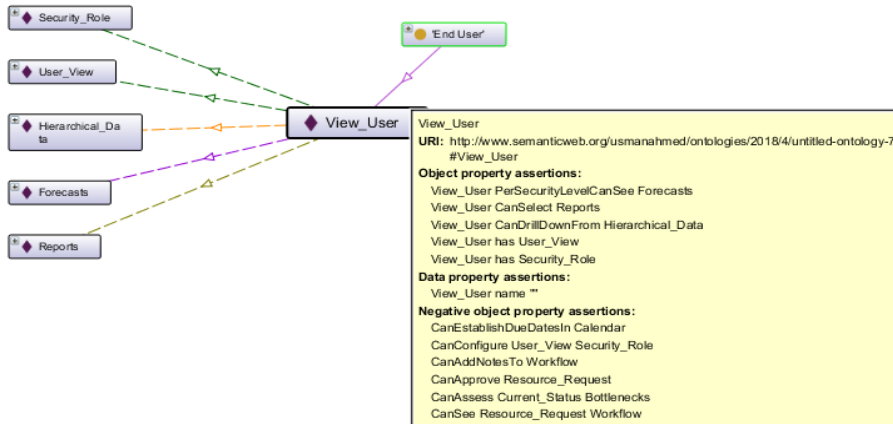 Security_Role
'End User'
User_View
View_User
Hierarchical_Da
ta
Forecasts
Reports
View_User
URI: http://www.semanticweb.org/usmanahmed/ontologies/2018/4/untitled-ontology-7
#View_User
Object property assertions:
View_User PerSecurityLevelCanSee Forecasts
View_User CanSelect Reports
View_User CanDrillDownFrom Hierarchical_Data
View_User has User_View
View_User has Security_Role
Data property assertions:
View_User name ""
Negative object property assertions:
CanEstablishDueDatesIn Calendar
CanConfigure User_View Security_Role
CanAddNotesTo Workflow
CanApprove Resource_Request
CanAssess Current_Status Bottlenecks
CanSee Resource_Request Workflow